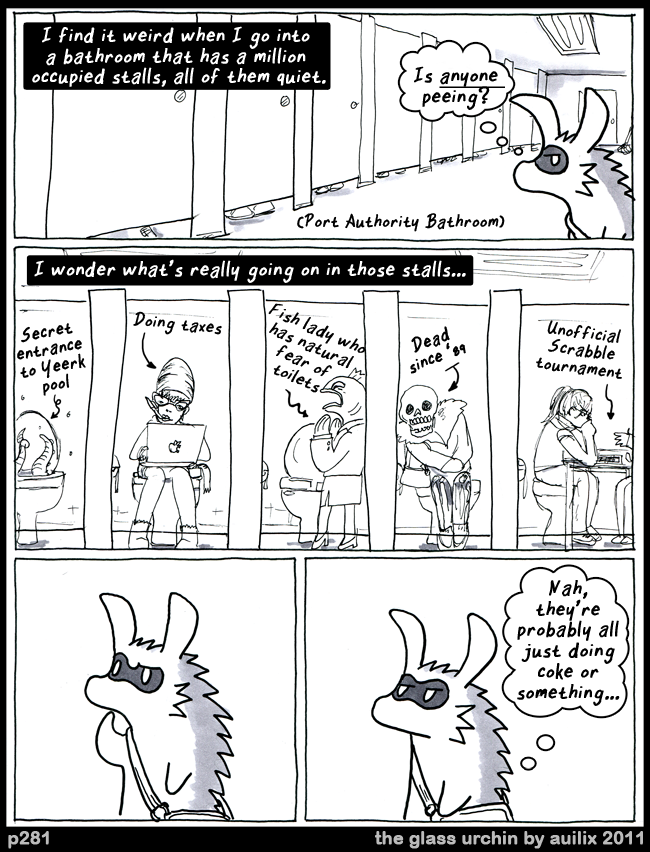 I find it weird when I go into
a bathroom that has a million
occupied stalls, all of them quiet.
Is anyone
peeing?
(Port Authority Bathroom)
I wonder what's really going on in those stalls...
Secret
entrance
to Yeerk
pool
Doing taxes
Fish lady who
has natural
fear of
toilets
Dead
since '89
Unofficial
Scrabble
tournament
Nah,
they're
probably all
just doing
coke or
something...
p281
the glass urchin by auilix 2011